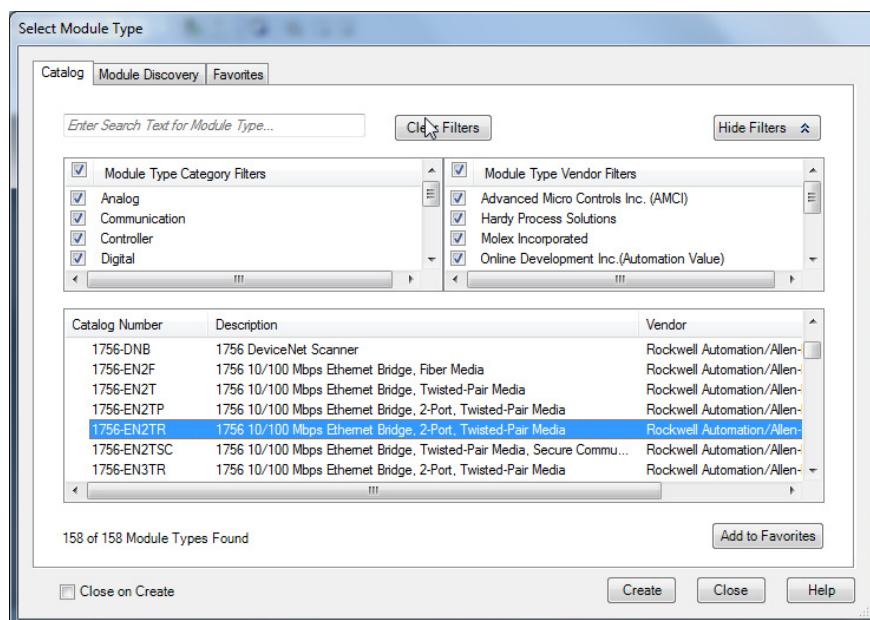 Select Module Type
Catalog Module Discovery Favorites
Enter Search Text for Module Type...
Clear Filters
Hide Filters
Module Type Category Filters
Analog
Communication
Controller
Digital
Module Type Vendor Filters
Advanced Micro Controls Inc. (AMCI)
Hardy Process Solutions
Molex Incorporated
Online Development Inc.(Automation Value)
Catalog Number Description Vendor
1756-DNB 1756 DeviceNet Scanner Rockwell Automation/Allen-
1756-EN2F 1756 10/100 Mbps Ethernet Bridge, Fiber Media Rockwell Automation/Allen-
1756-EN2T 1756 10/100 Mbps Ethernet Bridge, Twisted-Pair Media Rockwell Automation/Allen-
1756-EN2TP 1756 10/100 Mbps Ethernet Bridge, 2-Port, Twisted-Pair Media Rockwell Automation/Allen-
1756-EN2TR 1756 10/100 Mbps Ethernet Bridge, 2-Port, Twisted-Pair Media Rockwell Automation/Allen-
1756-EN2TSC 1756 10/100 Mbps Ethernet Bridge, Twisted-Pair Media, Secure Commu... Rockwell Automation/Allen-
1756-EN3TR 1756 10/100 Mbps Ethernet Bridge, 2-Port, Twisted-Pair Media Rockwell Automation/Allen-
158 of 158 Module Types Found
Add to Favorites
Close on Create
Create
Close
Help